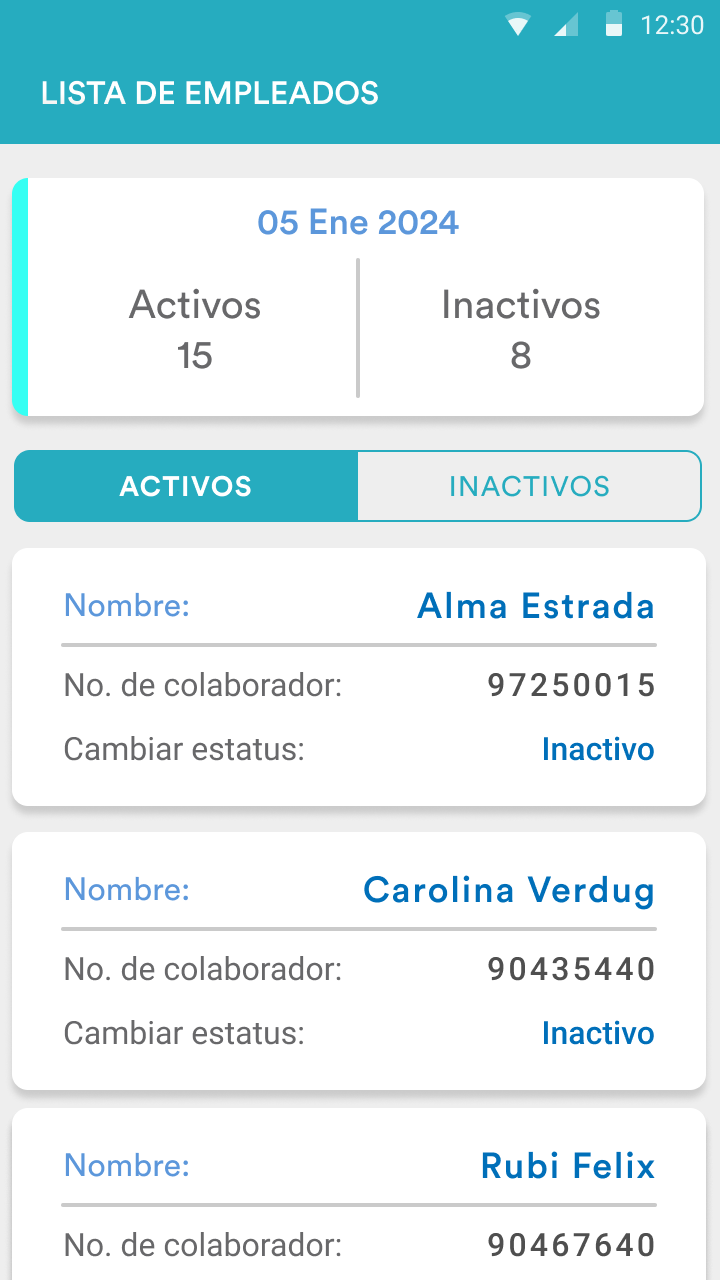 12:30
LISTA DE EMPLEADOS
05 Ene 2024
Activos Inactivos
15 8
ACTIVOS INACTIVOS
Nombre: Alma Estrada
No. de colaborador: 97250015
Cambiar estatus: Inactivo
Nombre: Carolina Verdug
No. de colaborador: 90435440
Cambiar estatus: Inactivo
Nombre: Rubi Felix
No. de colaborador: 90467640